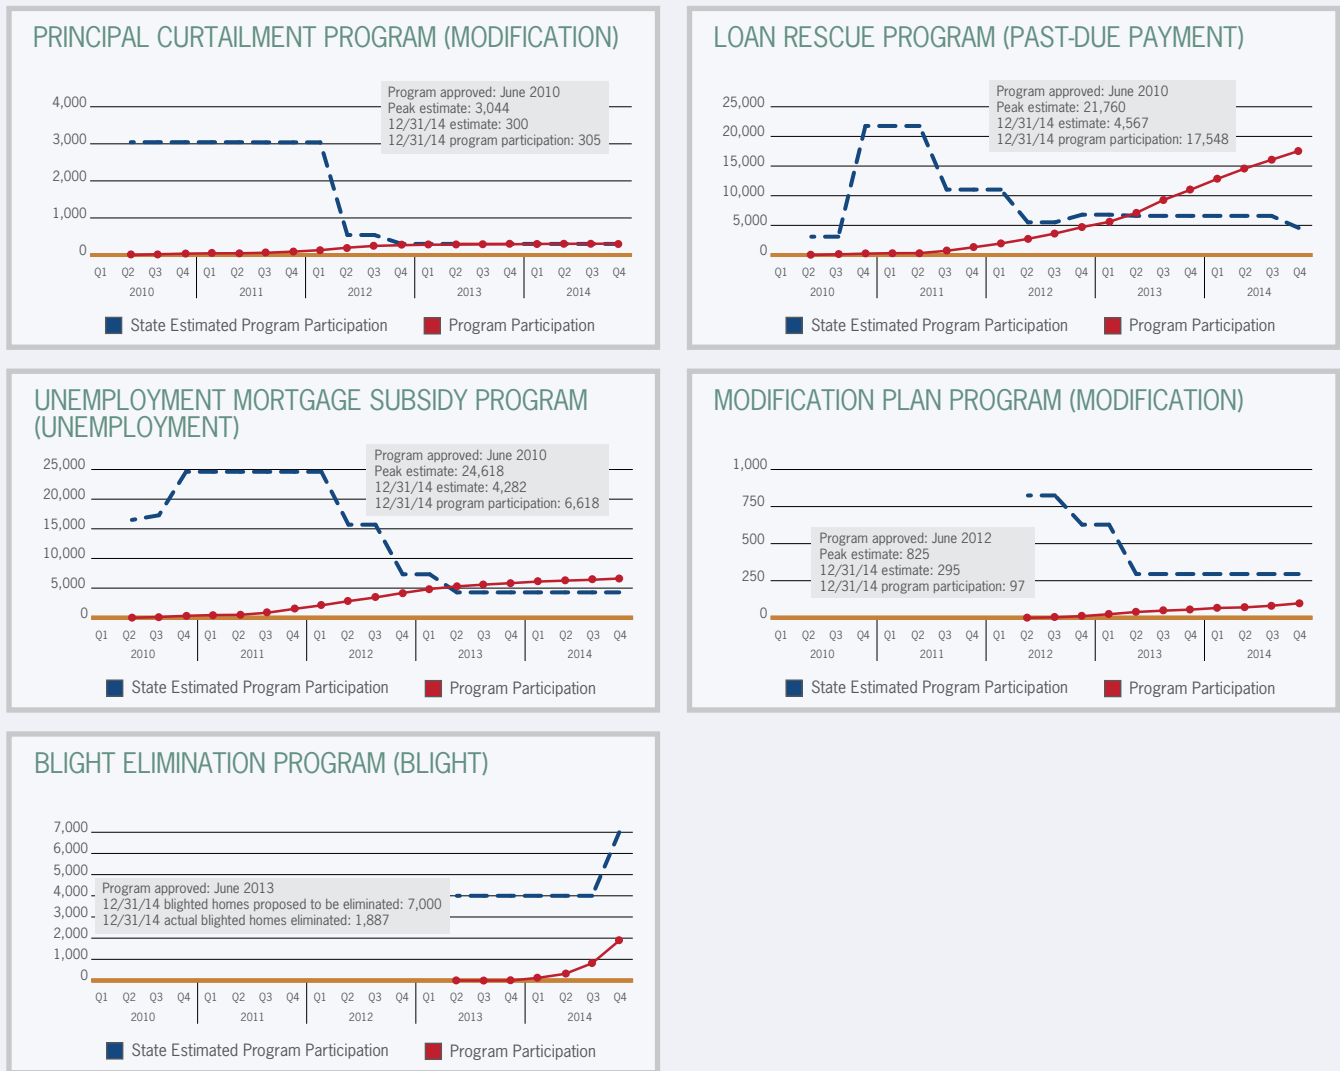 PRINCIPAL CURTAILMENT PROGRAM (MODIFICATION)
Program approved: June 2010
Peak estimate: 3,044
12/31/14 estimate: 300
12/31/14 program participation: 305
4,000
3,000
2,000
1,000
0
Q1 Q2 Q3 Q4 Q1 Q2 Q3 Q4 Q1 Q2 Q3 Q4 Q1 Q2 Q3 Q4 Q1 Q2 Q3 Q4
2010 2011 2012 2013 2014
State Estimated Program Participation Program Participation
LOAN RESCUE PROGRAM (PAST-DUE PAYMENT)
Program approved: June 2010
Peak estimate: 21,760
12/31/14 estimate: 4,567
12/31/14 program participation: 17,548
25,000
20,000
15,000
10,000
5,000
0
Q1 Q2 Q3 Q4 Q1 Q2 Q3 Q4 Q1 Q2 Q3 Q4 Q1 Q2 Q3 Q4 Q1 Q2 Q3 Q4
2010 2011 2012 2013 2014
State Estimated Program Participation Program Participation
UNEMPLOYMENT MORTGAGE SUBSIDY PROGRAM
(UNEMPLOYMENT)
Program approved: June 2010
Peak estimate: 24,618
12/31/14 estimate: 4,282
12/31/14 program participation: 6,618
25,000
20,000
15,000
10,000
5,000
0
Q1 Q2 Q3 Q4 Q1 Q2 Q3 Q4 Q1 Q2 Q3 Q4 Q1 Q2 Q3 Q4 Q1 Q2 Q3 Q4
2010 2011 2012 2013 2014
State Estimated Program Participation Program Participation
MODIFICATION PLAN PROGRAM (MODIFICATION)
1,000
750
500
250
0
Program approved: June 2012
Peak estimate: 825
12/31/14 estimate: 295
12/31/14 program participation: 97
Q1 Q2 Q3 Q4 Q1 Q2 Q3 Q4 Q1 Q2 Q3 Q4 Q1 Q2 Q3 Q4 Q1 Q2 Q3 Q4
2010 2011 2012 2013 2014
State Estimated Program Participation Program Participation
BLIGHT ELIMINATION PROGRAM (BLIGHT)
7,000
6,000
5,000
4,000
3,000
2,000
1,000
0
Program approved: June 2013
12/31/14 blighted homes proposed to be eliminated: 7,000
12/31/14 actual blighted homes eliminated: 1,887
Q1 Q2 Q3 Q4 Q1 Q2 Q3 Q4 Q1 Q2 Q3 Q4 Q1 Q2 Q3 Q4 Q1 Q2 Q3 Q4
2010 2011 2012 2013 2014
State Estimated Program Participation Program Participation